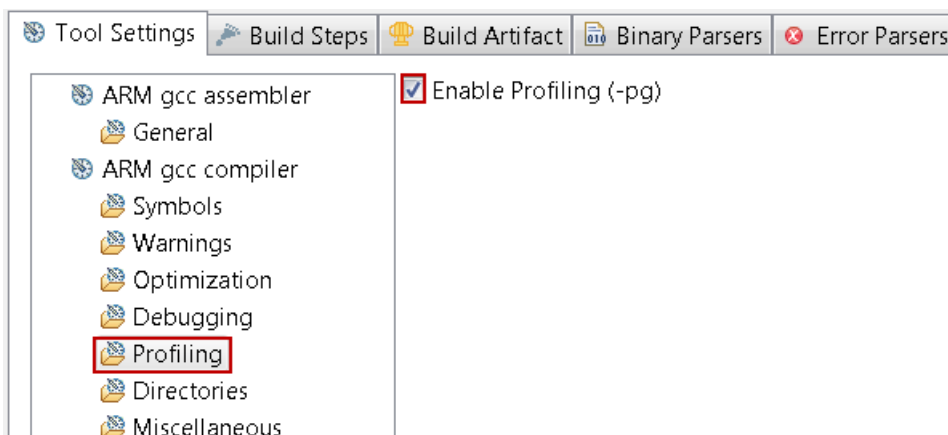 Tool Settings
Build Steps
Build Artifact
Binary Parsers
Error Parsers
ARM gcc assembler
General
ARM gcc compiler
Symbols
Warnings
Optimization
Debugging
Profiling
Directories
Miscellaneous
Enable Profiling (-pg)